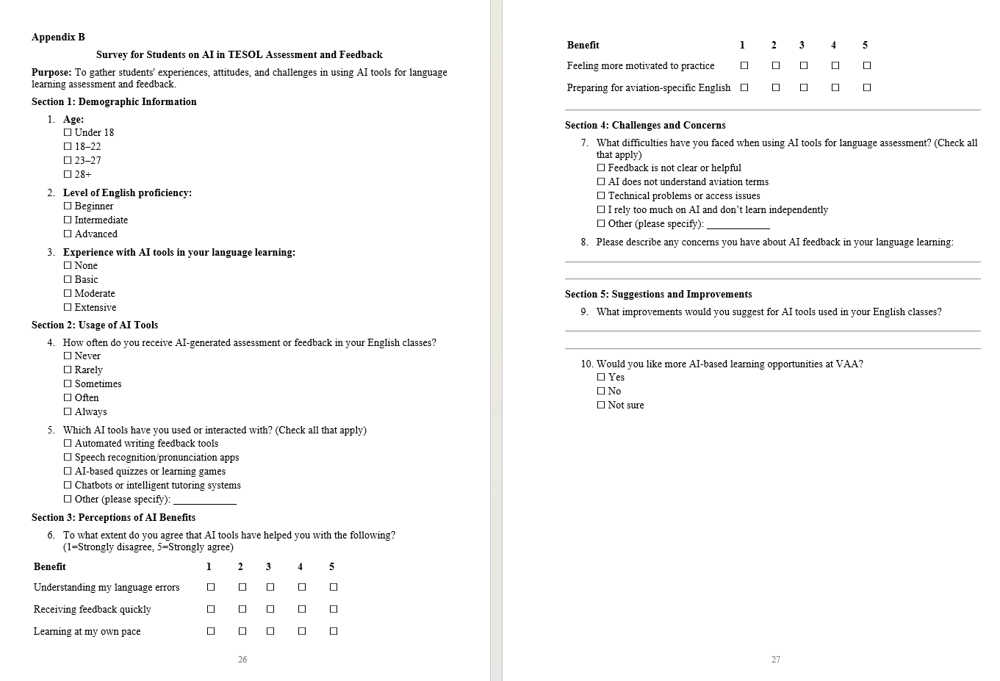 Appendix B
Survey for Students on AI in TESOL Assessment and Feedback
Purpose: To gather students' experiences, attitudes, and challenges in using AI tools for language
learning assessment and feedback.
Section 1: Demographic Information
1. Age:
☐ Under 18
☐ 18–22
☐ 23–27
☐ 28+
2. Level of English proficiency:
☐ Beginner
☐ Intermediate
☐ Advanced
3. Experience with AI tools in your language learning:
☐ None
☐ Basic
☐ Moderate
☐ Extensive
Section 2: Usage of AI Tools
4. How often do you receive AI-generated assessment or feedback in your English classes?
☐ Never
☐ Rarely
☐ Sometimes
☐ Often
☐ Always
5. Which AI tools have you used or interacted with? (Check all that apply)
☐ Automated writing feedback tools
☐ Speech recognition/pronunciation apps
☐ AI-based quizzes or learning games
☐ Chatbots or intelligent tutoring systems
☐ Other (please specify): ____________
Section 3: Perceptions of AI Benefits
6. To what extent do you agree that AI tools have helped you with the following?
(1=Strongly disagree, 5=Strongly agree)
Benefit 1 2 3 4 5
Understanding my language errors ☐ ☐ ☐ ☐ ☐
Receiving feedback quickly ☐ ☐ ☐ ☐ ☐
Learning at my own pace ☐ ☐ ☐ ☐ ☐
26
Benefit 1 2 3 4 5
Feeling more motivated to practice ☐ ☐ ☐ ☐ ☐
Preparing for aviation-specific English ☐ ☐ ☐ ☐ ☐
Section 4: Challenges and Concerns
7. What difficulties have you faced when using AI tools for language assessment? (Check all
that apply)
☐ Feedback is not clear or helpful
☐ AI does not understand aviation terms
☐ Technical problems or access issues
☐ I rely too much on AI and don’t learn independently
☐ Other (please specify): ____________
8. Please describe any concerns you have about AI feedback in your language learning:
Section 5: Suggestions and Improvements
9. What improvements would you suggest for AI tools used in your English classes?
10. Would you like more AI-based learning opportunities at VAA?
☐ Yes
☐ No
☐ Not sure
27